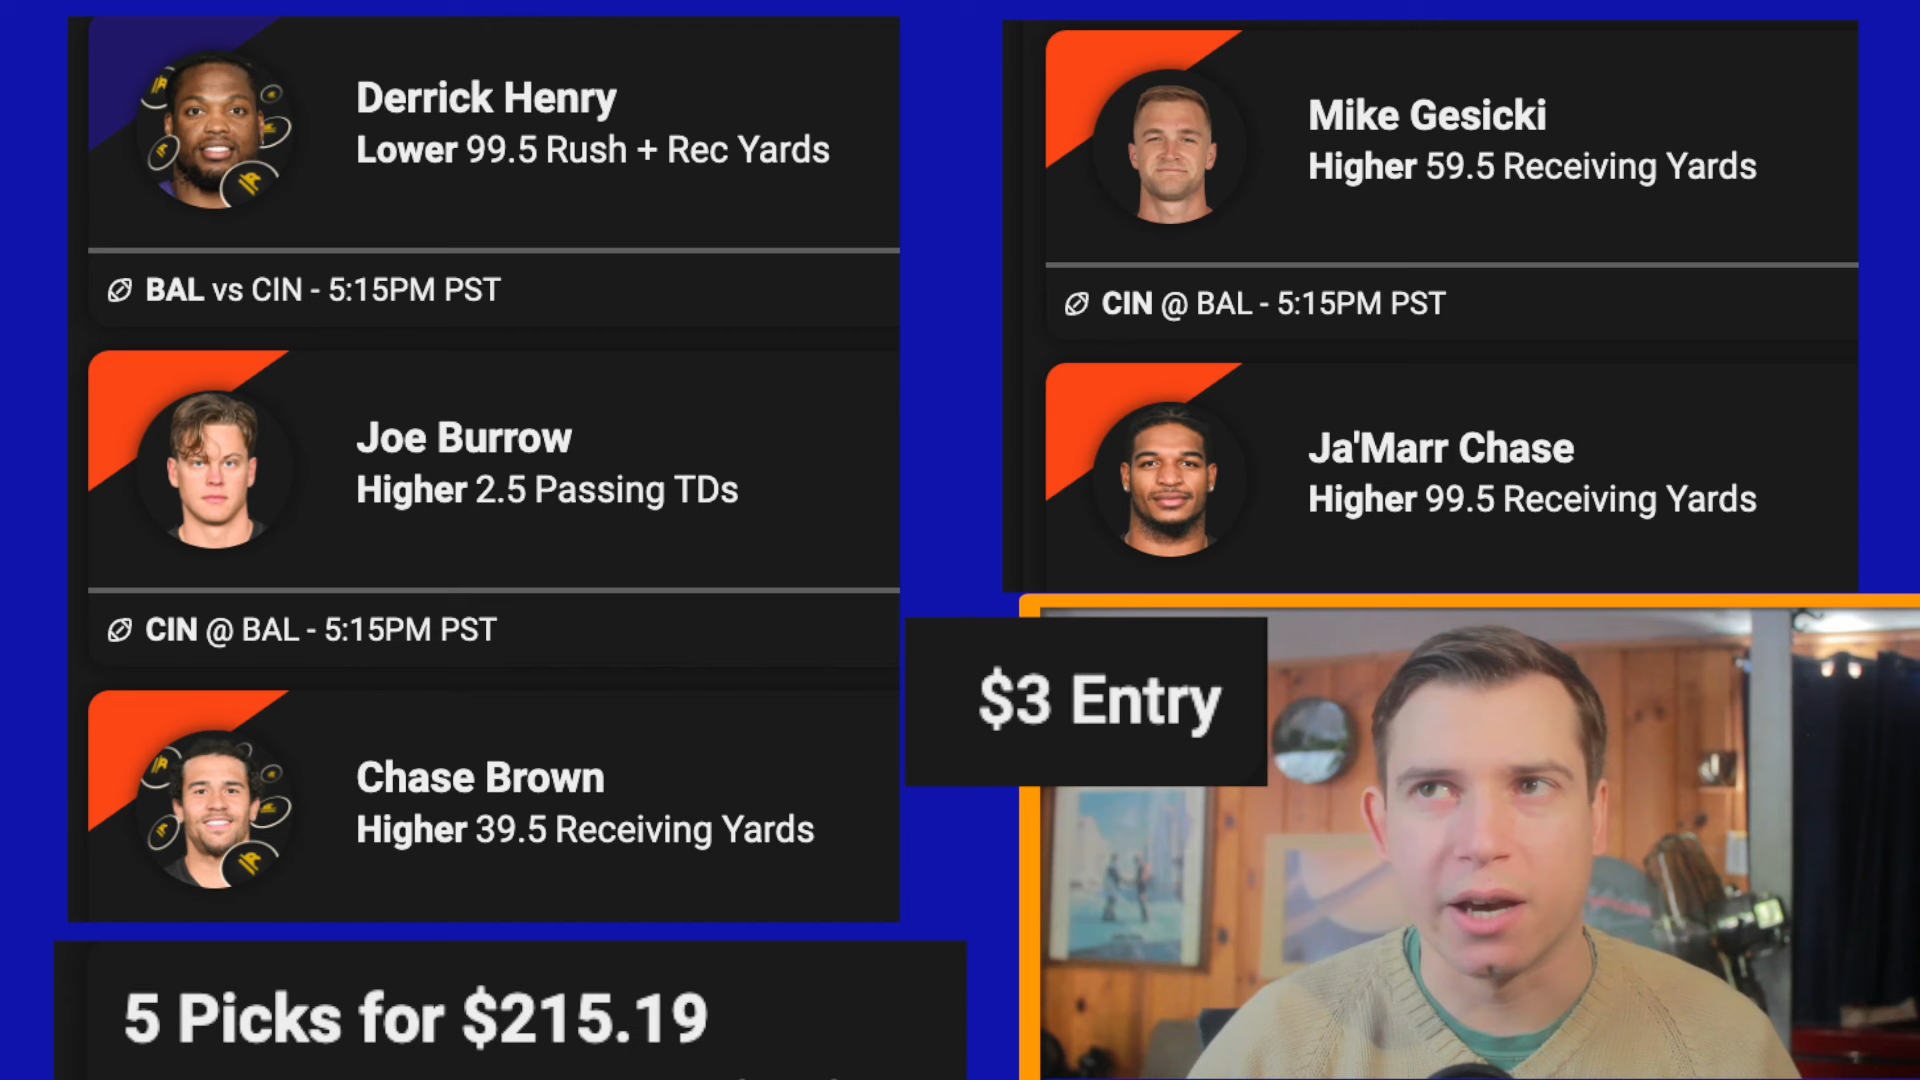 Derrick Henry
Lower 99.5 Rush + Rec Yards
BAL vs CIN - 5:15PM PST
Joe Burrow
Higher 2.5 Passing TDs
CIN @ BAL - 5:15PM PST
Chase Brown
Higher 39.5 Receiving Yards
5 Picks for $215.19
Mike Gesicki
Higher 59.5 Receiving Yards
CIN @ BAL - 5:15PM PST
Ja'Marr Chase
Higher 99.5 Receiving Yards
$3 Entry